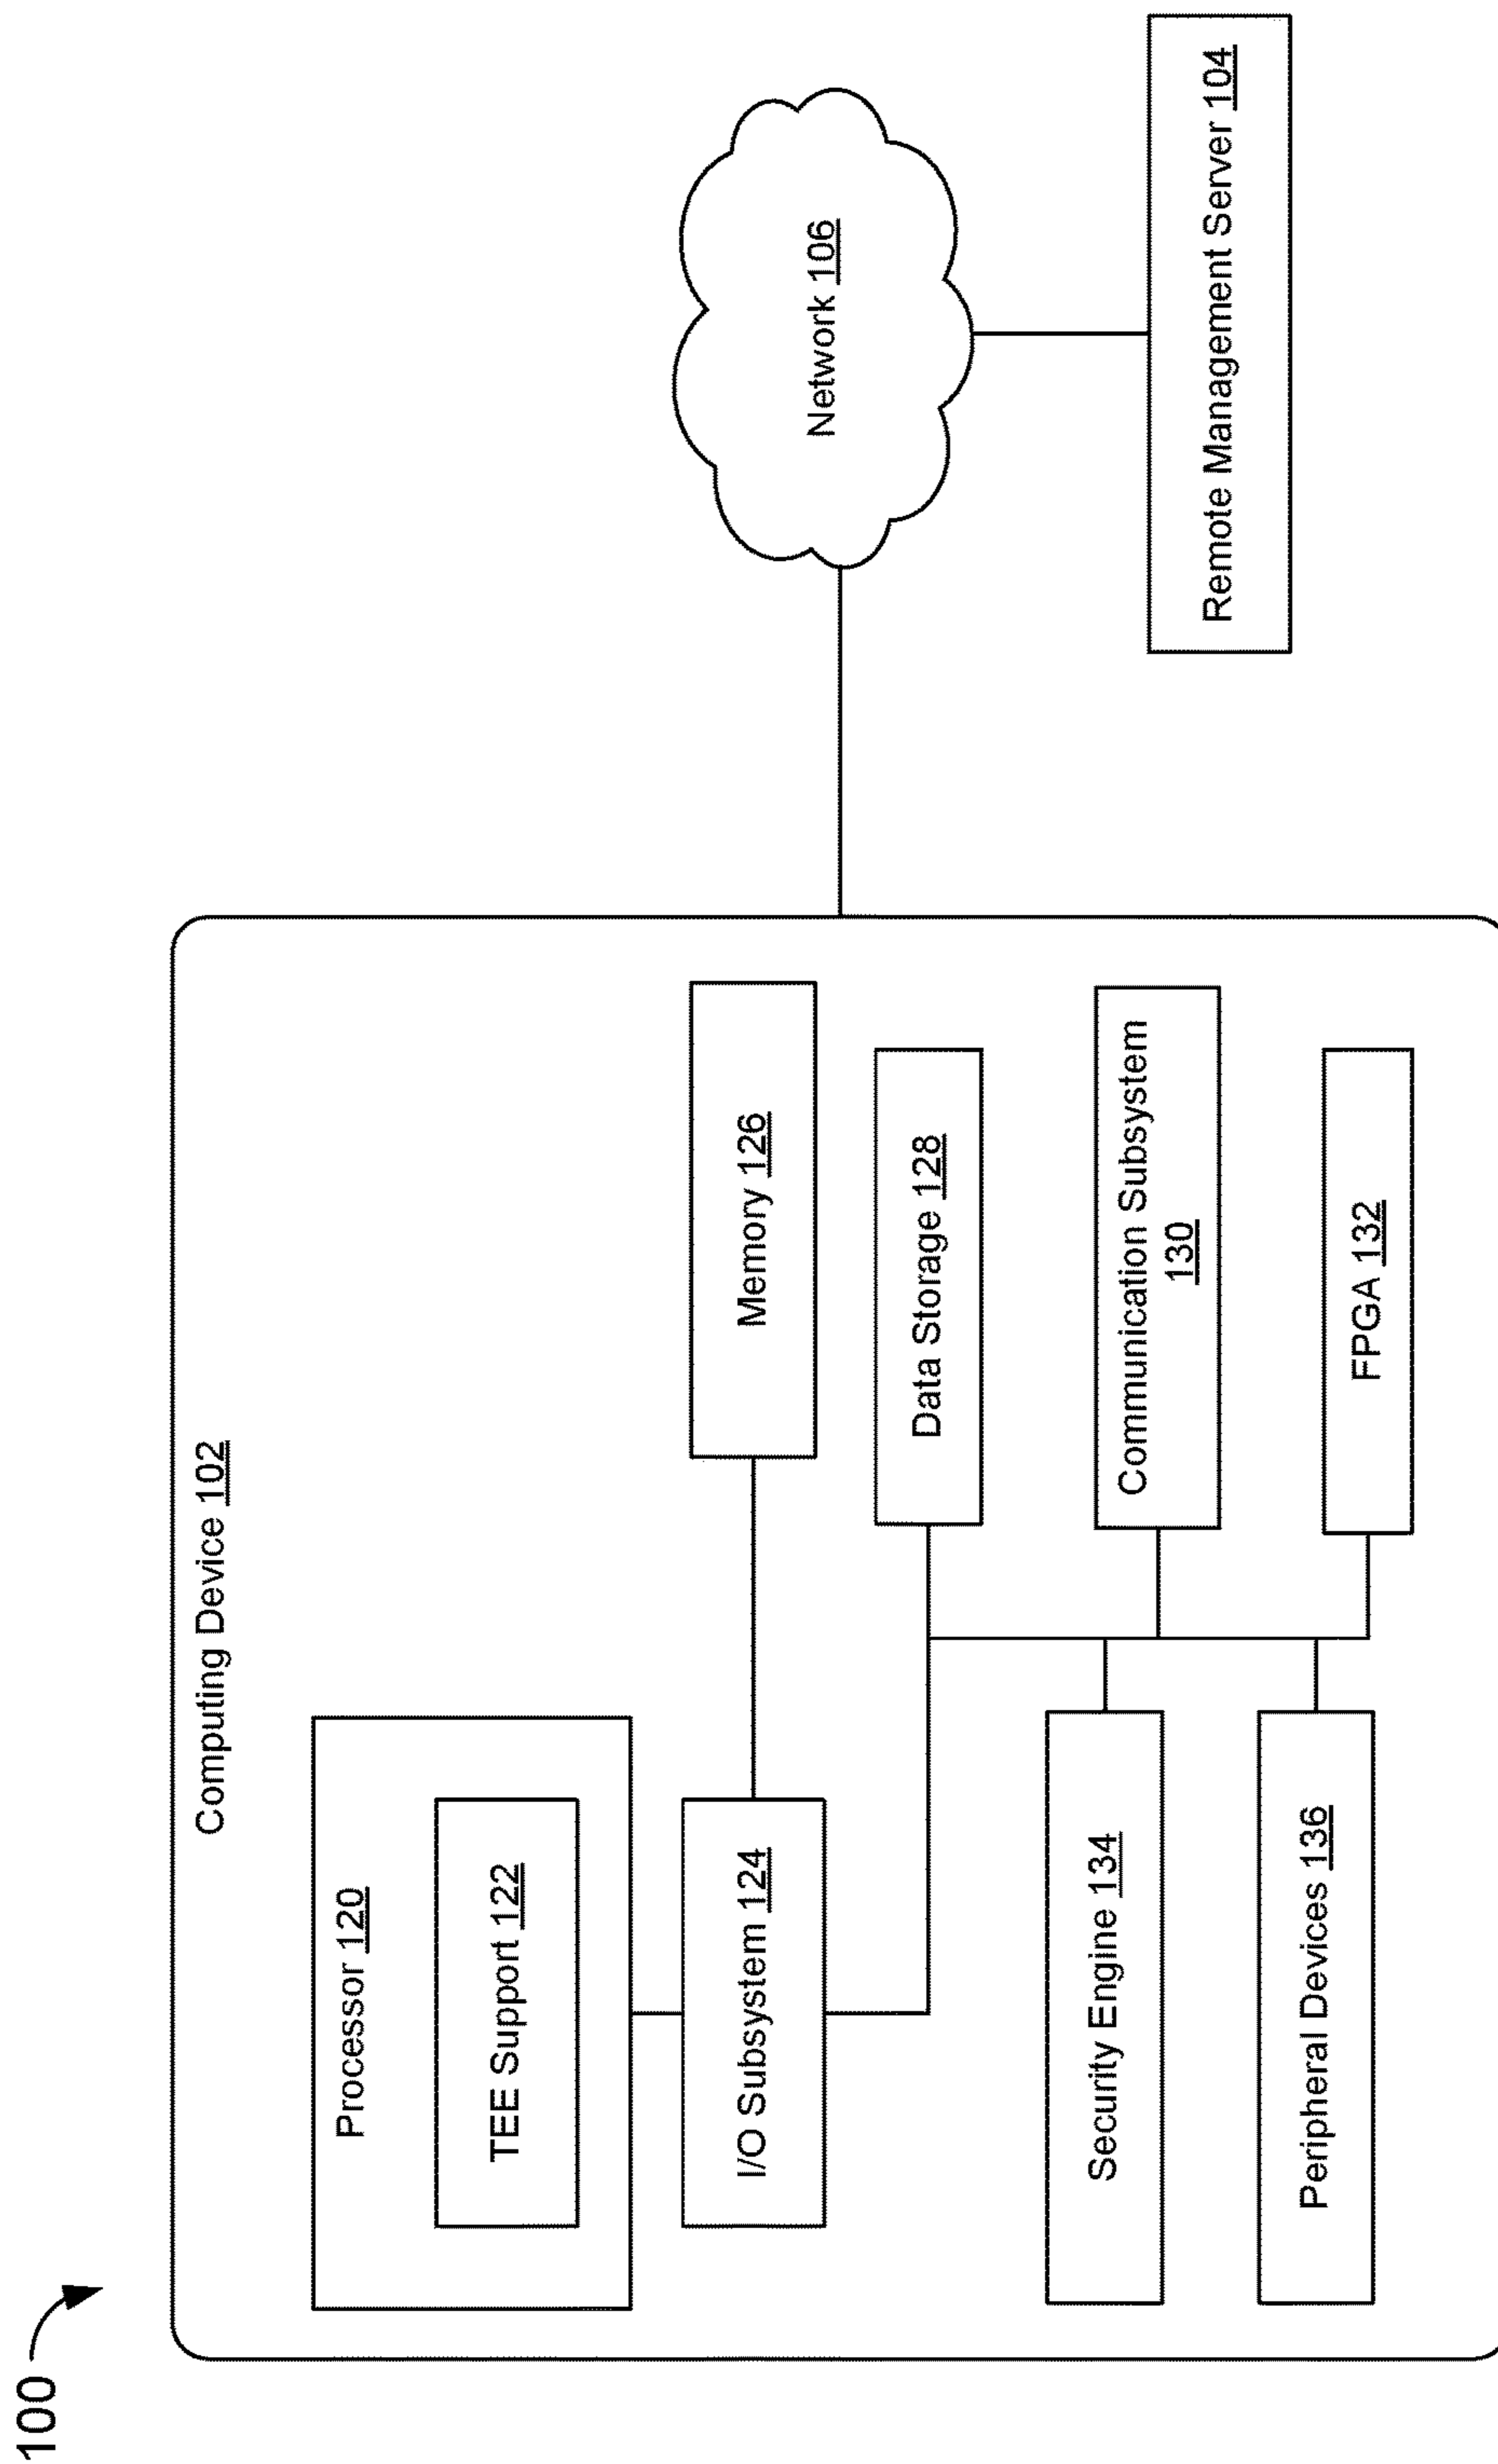 100
Computing Device 102
Processor 120
TEE Support 122
I/O Subsystem 124
Memory 126
Data Storage 128
Security Engine 134
Communication Subsystem
130
Peripheral Devices 136
FPGA 132
Network 106
Remote Management Server 104